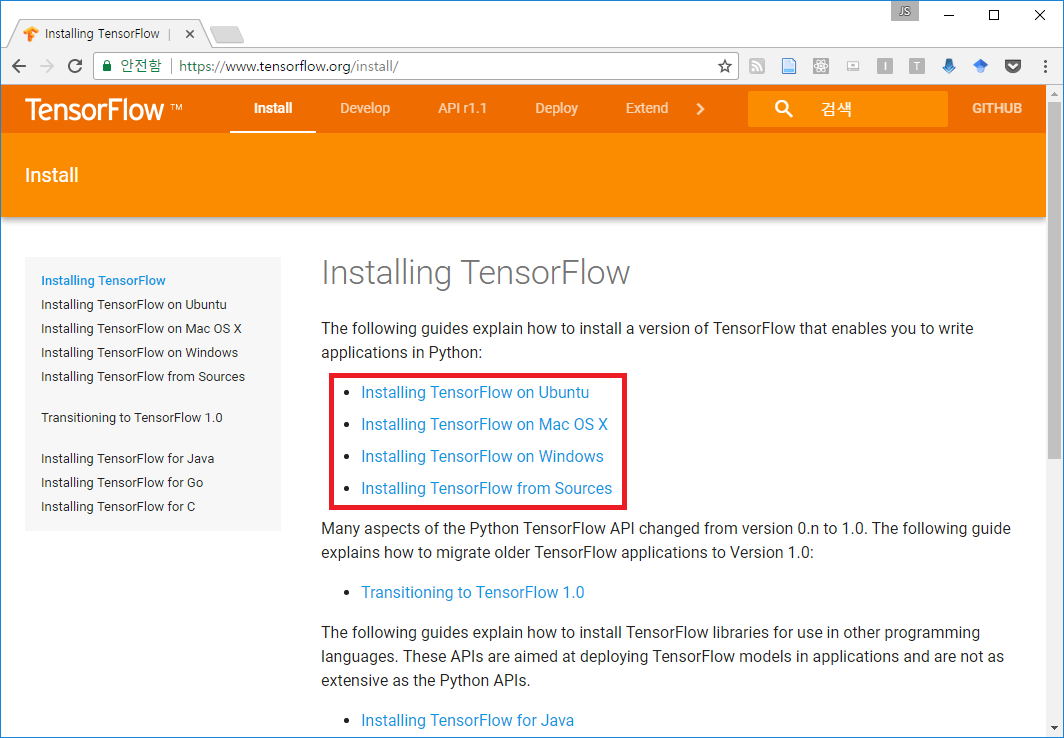 JS
Installing TensorFlow |
안전함 | https://www.tensorflow.org/install/
I
T
TensorFlow ™
Install
Develop
API r1.1
Deploy
Extend
검색
GITHUB
Install
Installing TensorFlow
Installing TensorFlow on Ubuntu
Installing TensorFlow on Mac OS X
Installing TensorFlow on Windows
Installing TensorFlow from Sources
Transitioning to TensorFlow 1.0
Installing TensorFlow for Java
Installing TensorFlow for Go
Installing TensorFlow for C
Installing TensorFlow
The following guides explain how to install a version of TensorFlow that enables you to write
applications in Python:
• Installing TensorFlow on Ubuntu
• Installing TensorFlow on Mac OS X
• Installing TensorFlow on Windows
• Installing TensorFlow from Sources
Many aspects of the Python TensorFlow API changed from version 0.n to 1.0. The following guide
explains how to migrate older TensorFlow applications to Version 1.0:
• Transitioning to TensorFlow 1.0
The following guides explain how to install TensorFlow libraries for use in other programming
languages. These APIs are aimed at deploying TensorFlow models in applications and are not as
extensive as the Python APIs.
• Installing TensorFlow for Java